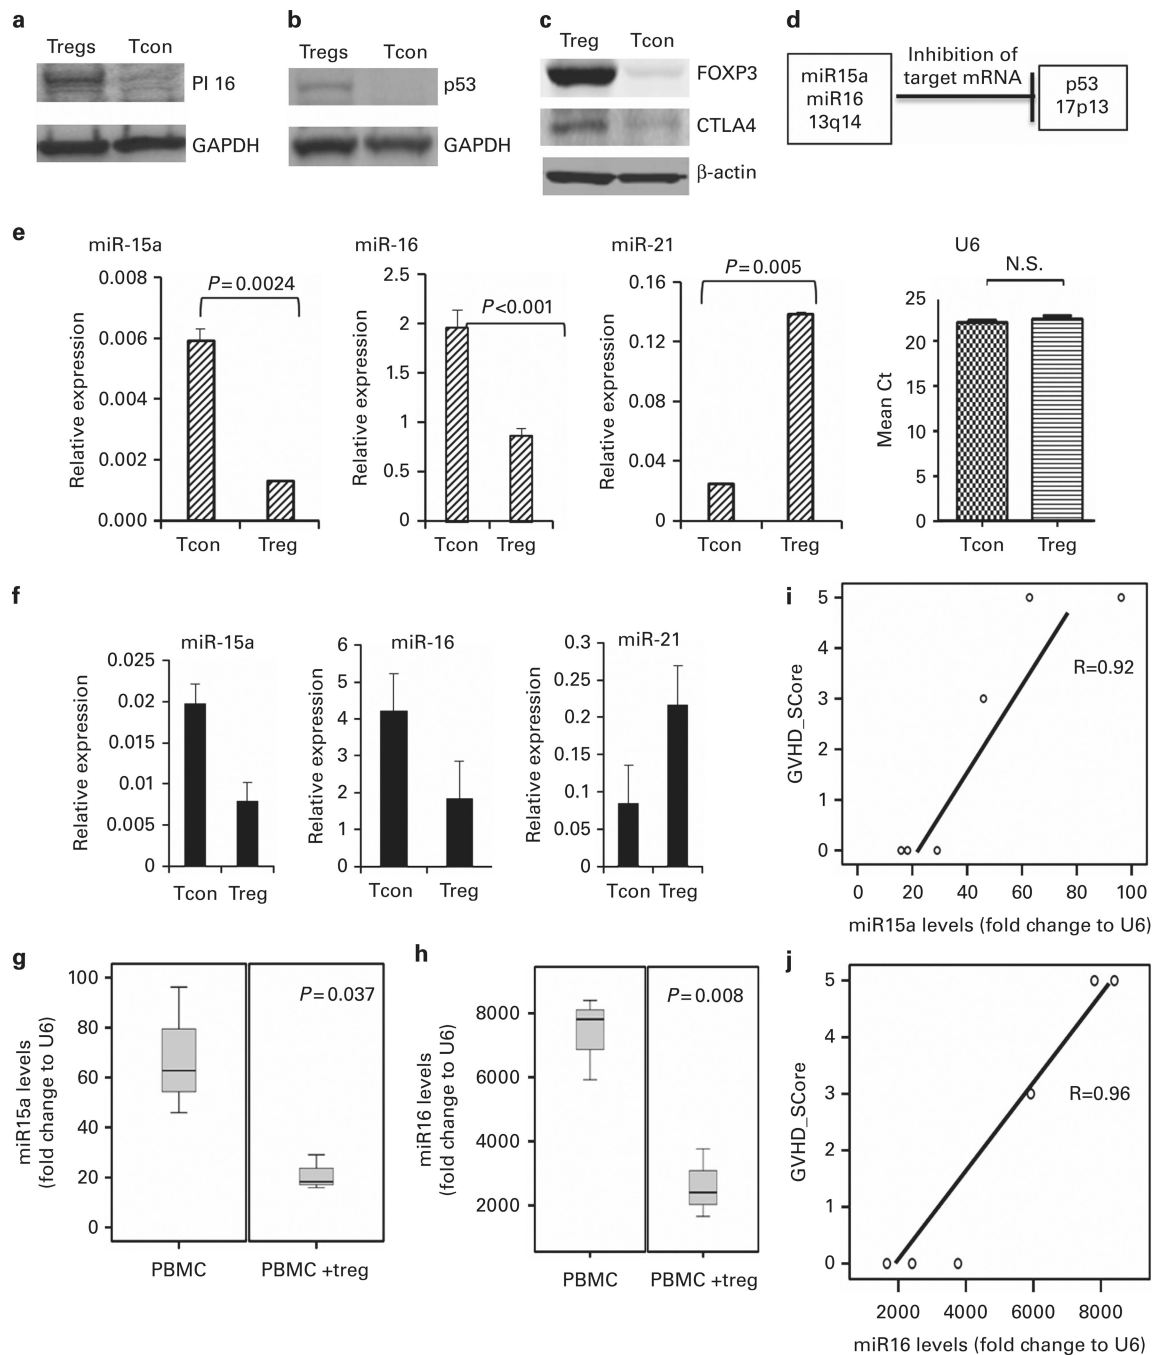 a
Tregs Tcon
PI 16
GAPDH
b
Tregs Tcon
p53
GAPDH
c
Treg Tcon
FOXP3
CTLA4
β-actin
d
miR15a
miR16
13q14
Inhibition of
target mRNA
p53
17p13
e
miR-15a
P=0.0024
Relative expression
0.008
0.006
0.004
0.002
0.000
Tcon Treg
miR-16
P<0.001
Relative expression
2.5
2
1.5
1
0.5
0
Tcon Treg
miR-21
P=0.005
Relative expression
0.16
0.12
0.08
0.04
0
Tcon Treg
U6
N.S.
Mean Ct
25
20
15
10
5
0
Tcon Treg
f
miR-15a
Relative expression
0.025
0.02
0.015
0.01
0.005
0
Tcon Treg
miR-16
Relative expression
6
5
4
3
2
1
0
Tcon Treg
miR-21
Relative expression
0.3
0.25
0.2
0.15
0.1
0.05
0
Tcon Treg
i
GVHD_SCore
5
4
3
2
1
0
R=0.92
0 20 40 60 80 100
miR15a levels (fold change to U6)
g
miR15a levels
(fold change to U6)
100
80
60
40
20
0
P=0.037
PBMC PBMC +treg
h
miR16 levels
(fold change to U6)
8000
6000
4000
2000
P=0.008
PBMC PBMC +treg
j
GVHD_SCore
5
4
3
2
1
0
R=0.96
2000 4000 6000 8000
miR16 levels (fold change to U6)